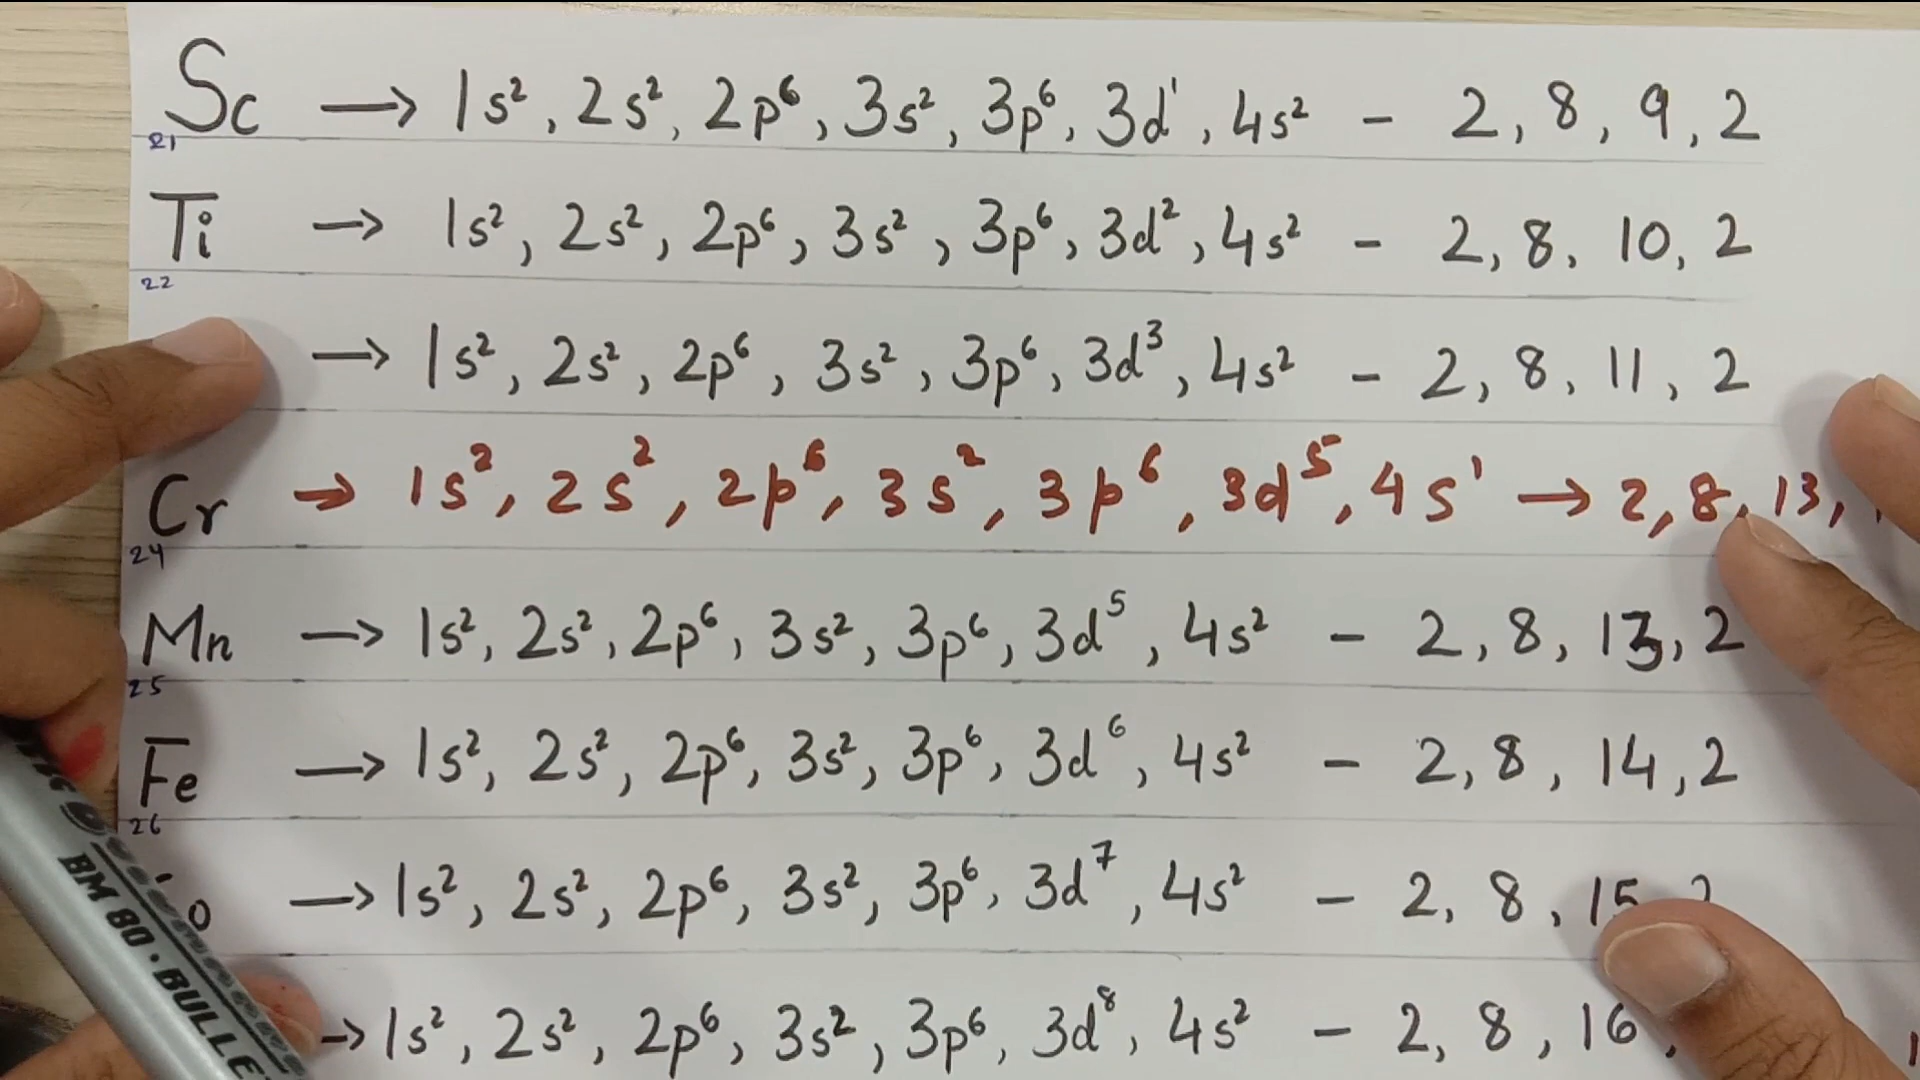 Sc → 1s², 2s², 2p⁶, 3s², 3p⁶, 3d¹, 4s² - 2, 8, 9, 2
21
Ti → 1s², 2s², 2p⁶, 3s², 3p⁶, 3d², 4s² - 2, 8, 10, 2
22
→ 1s², 2s², 2p⁶, 3s², 3p⁶, 3d³, 4s² - 2, 8, 11, 2
Cr → 1s², 2s², 2p⁶, 3s², 3p⁶, 3d⁵, 4s¹ → 2, 8, 13,
24
Mn → 1s², 2s², 2p⁶, 3s², 3p⁶, 3d⁵, 4s² - 2, 8, 13, 2
25
Fe → 1s², 2s², 2p⁶, 3s², 3p⁶, 3d⁶, 4s² - 2, 8, 14, 2
26
→ 1s², 2s², 2p⁶, 3s², 3p⁶, 3d⁷, 4s² - 2, 8, 15, 2
→ 1s², 2s², 2p⁶, 3s², 3p⁶, 3d⁸, 4s² - 2, 8, 16,
BM 80 · BULLE